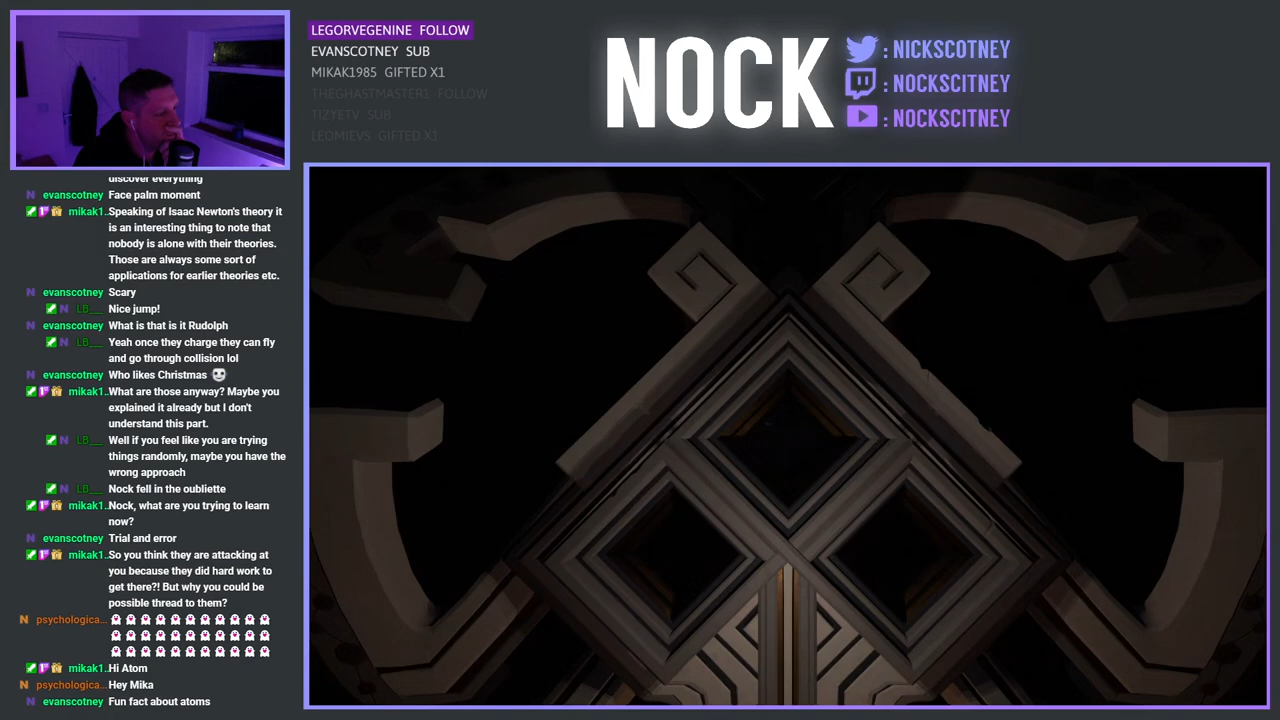 LEGORVEGENINE FOLLOW
EVANSCOTNEY SUB
MIKAK1985 GIFTED X1
THEGHASTMASTER1 FOLLOW
TIZYETV SUB
LEOMIEVS GIFTED X1
NOCK
: NICKSCOTNEY
: NOCKSCITNEY
: NOCKSCITNEY
discover everything
N evanscotney Face palm moment
mikak1.. Speaking of Isaac Newton's theory it
is an interesting thing to note that
nobody is alone with their theories.
Those are always some sort of
applications for earlier theories etc.
N evanscotney Scary
N LB__ Nice jump!
N evanscotney What is that is it Rudolph
N LB__ Yeah once they charge they can fly
and go through collision lol
N evanscotney Who likes Christmas
mikak1.. What are those anyway? Maybe you
explained it already but I don't
understand this part.
N LB__ Well if you feel like you are trying
things randomly, maybe you have the
wrong approach
N LB__ Nock fell in the oubliette
mikak1.. Nock, what are you trying to learn
now?
N evanscotney Trial and error
mikak1.. So you think they are attacking at
you because they did hard work to
get there?! But why you could be
possible thread to them?
N psychologica...
mikak1.. Hi Atom
N psychologica... Hey Mika
N evanscotney Fun fact about atoms